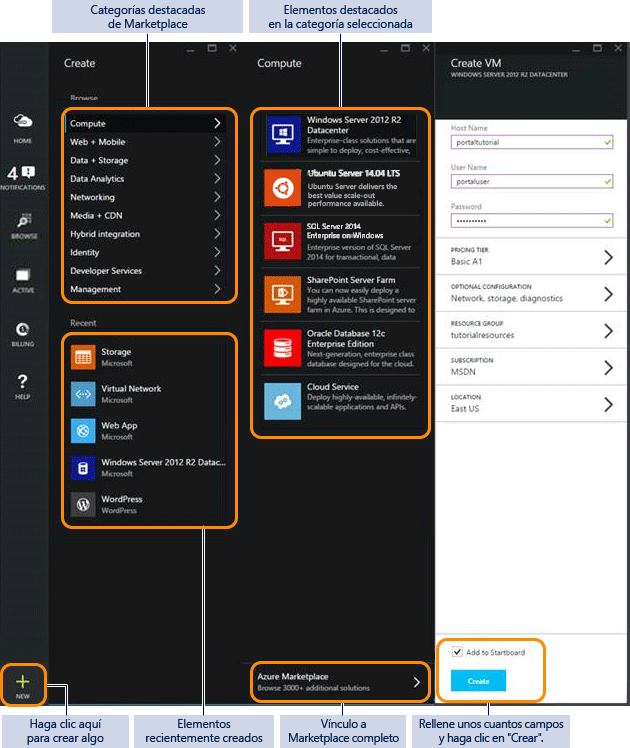 Categorías destacadas
de Marketplace
Elementos destacados
en la categoría seleccionada
HOME
4
NOTIFICATIONS
BROWSE
ACTIVE
BILLING
?
HELP
NEW
Create
Browse
Compute
Web + Mobile
Data + Storage
Data Analytics
Networking
Media + CDN
Hybrid integration
Identity
Developer Services
Management
Recent
Storage
Microsoft
Virtual Network
Microsoft
Web App
Microsoft
Windows Server 2012 R2 Datac...
Microsoft
WordPress
WordPress
Compute
Windows Server 2012 R2
Datacenter
Enterprise-class solutions that are
simple to deploy, cost-effective,
Ubuntu Server 14.04 LTS
Ubuntu Server delivers the
best value scale-out
performance available.
SQL Server 2014
Enterprise on Windows
Enterprise version of SQL Server
2014 for transactional, data
SharePoint Server Farm
You can now easily deploy a
highly available SharePoint server
farm in Azure. This is designed to
Oracle Database 12c
Enterprise Edition
Next-generation, enterprise class
database designed for the cloud.
Cloud Service
Deploy highly-available, infinitely-
scalable applications and APIs.
Azure Marketplace
Browse 3000+ additional solutions
Create VM
WINDOWS SERVER 2012 R2 DATACENTER
Host Name
portaltutorial
User Name
portaluser
Password
••••••••••
PRICING TIER
Basic A1
OPTIONAL CONFIGURATION
Network, storage, diagnostics
RESOURCE GROUP
tutorialresources
SUBSCRIPTION
MSDN
LOCATION
East US
Add to Startboard
Create
Haga clic aquí
para crear algo
Elementos
recientemente creados
Vínculo a
Marketplace completo
Rellene unos cuantos campos
y haga clic en "Crear".